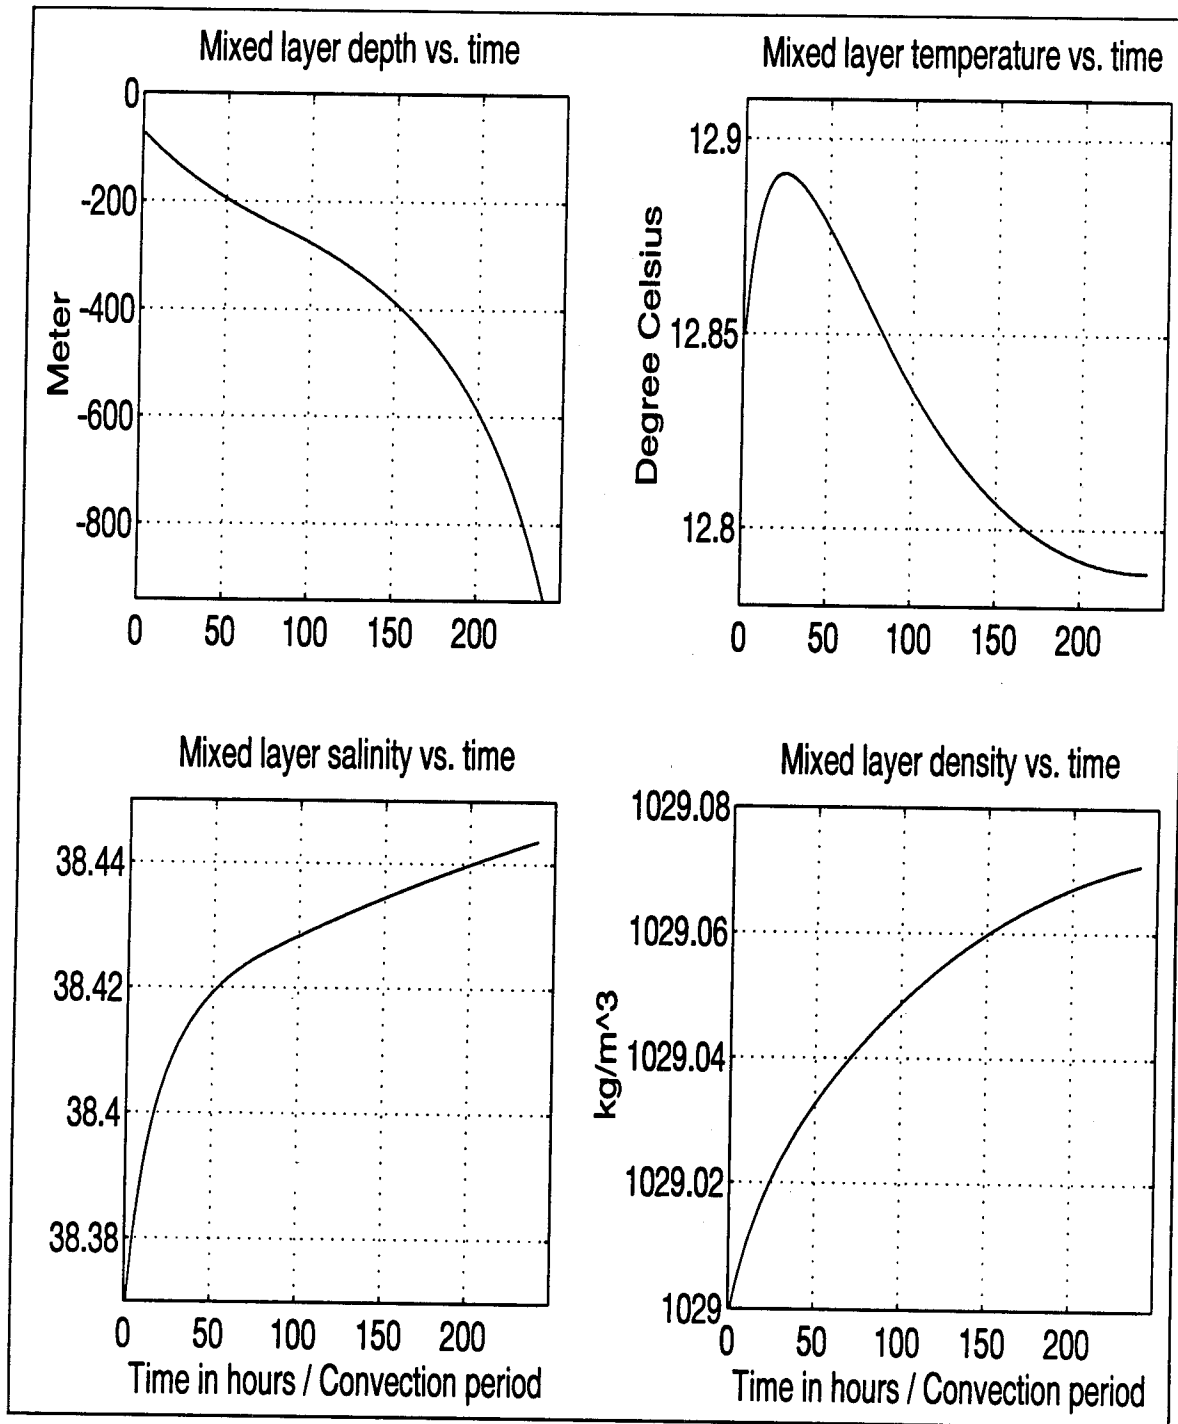 Mixed layer depth vs. time
0
-200
-400
-600
-800
Meter
0 50 100 150 200
Mixed layer temperature vs. time
12.9
12.85
12.8
Degree Celsius
0 50 100 150 200
Mixed layer salinity vs. time
38.44
38.42
38.4
38.38
0 50 100 150 200
Time in hours / Convection period
Mixed layer density vs. time
1029.08
1029.06
1029.04
1029.02
1029
kg/m^3
0 50 100 150 200
Time in hours / Convection period